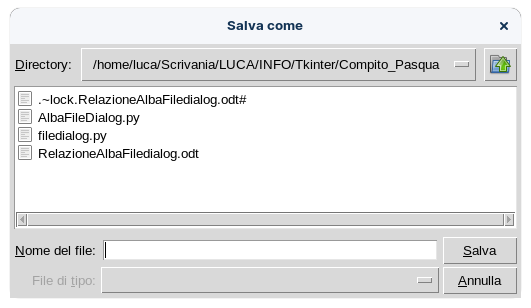 Salva come
Directory: /home/luca/Scrivania/LUCA/INFO/Tkinter/Compito_Pasqua
.~lock.RelazioneAlbaFiledialog.odt#
AlbaFileDialog.py
filedialog.py
RelazioneAlbaFiledialog.odt
Nome del file: Salva
File di tipo: Annulla